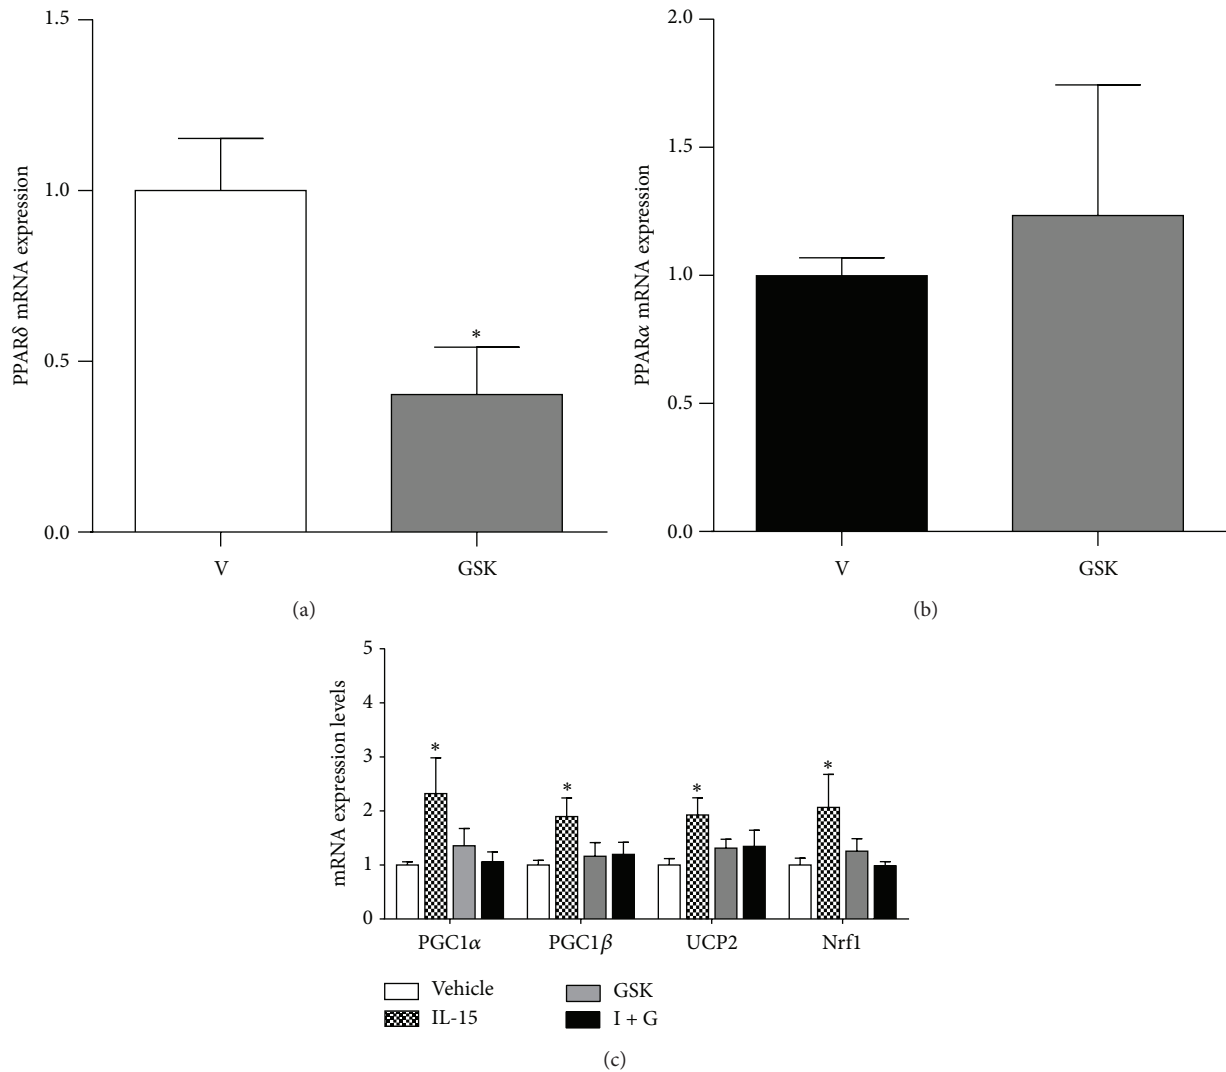 1.5
1.0
0.5
0.0
PPARδ mRNA expression
*
V
GSK
(a)
2.0
1.5
1.0
0.5
0.0
PPARα mRNA expression
V
GSK
(b)
5
4
3
2
1
0
mRNA expression levels
* * * *
PGC1α PGC1β UCP2 Nrf1
Vehicle GSK
IL-15 I + G
(c)